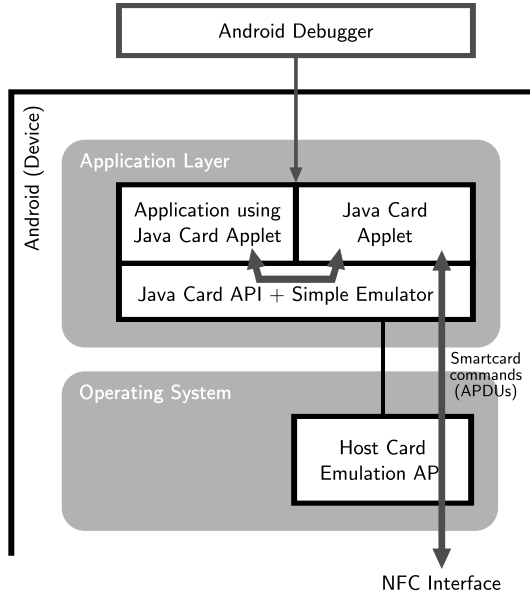 Android Debugger
Android (Device)
Application Layer
Application using
Java Card Applet
Java Card
Applet
Java Card API + Simple Emulator
Smartcard
commands
(APDUs)
Operating System
Host Card
Emulation AP
NFC Interface